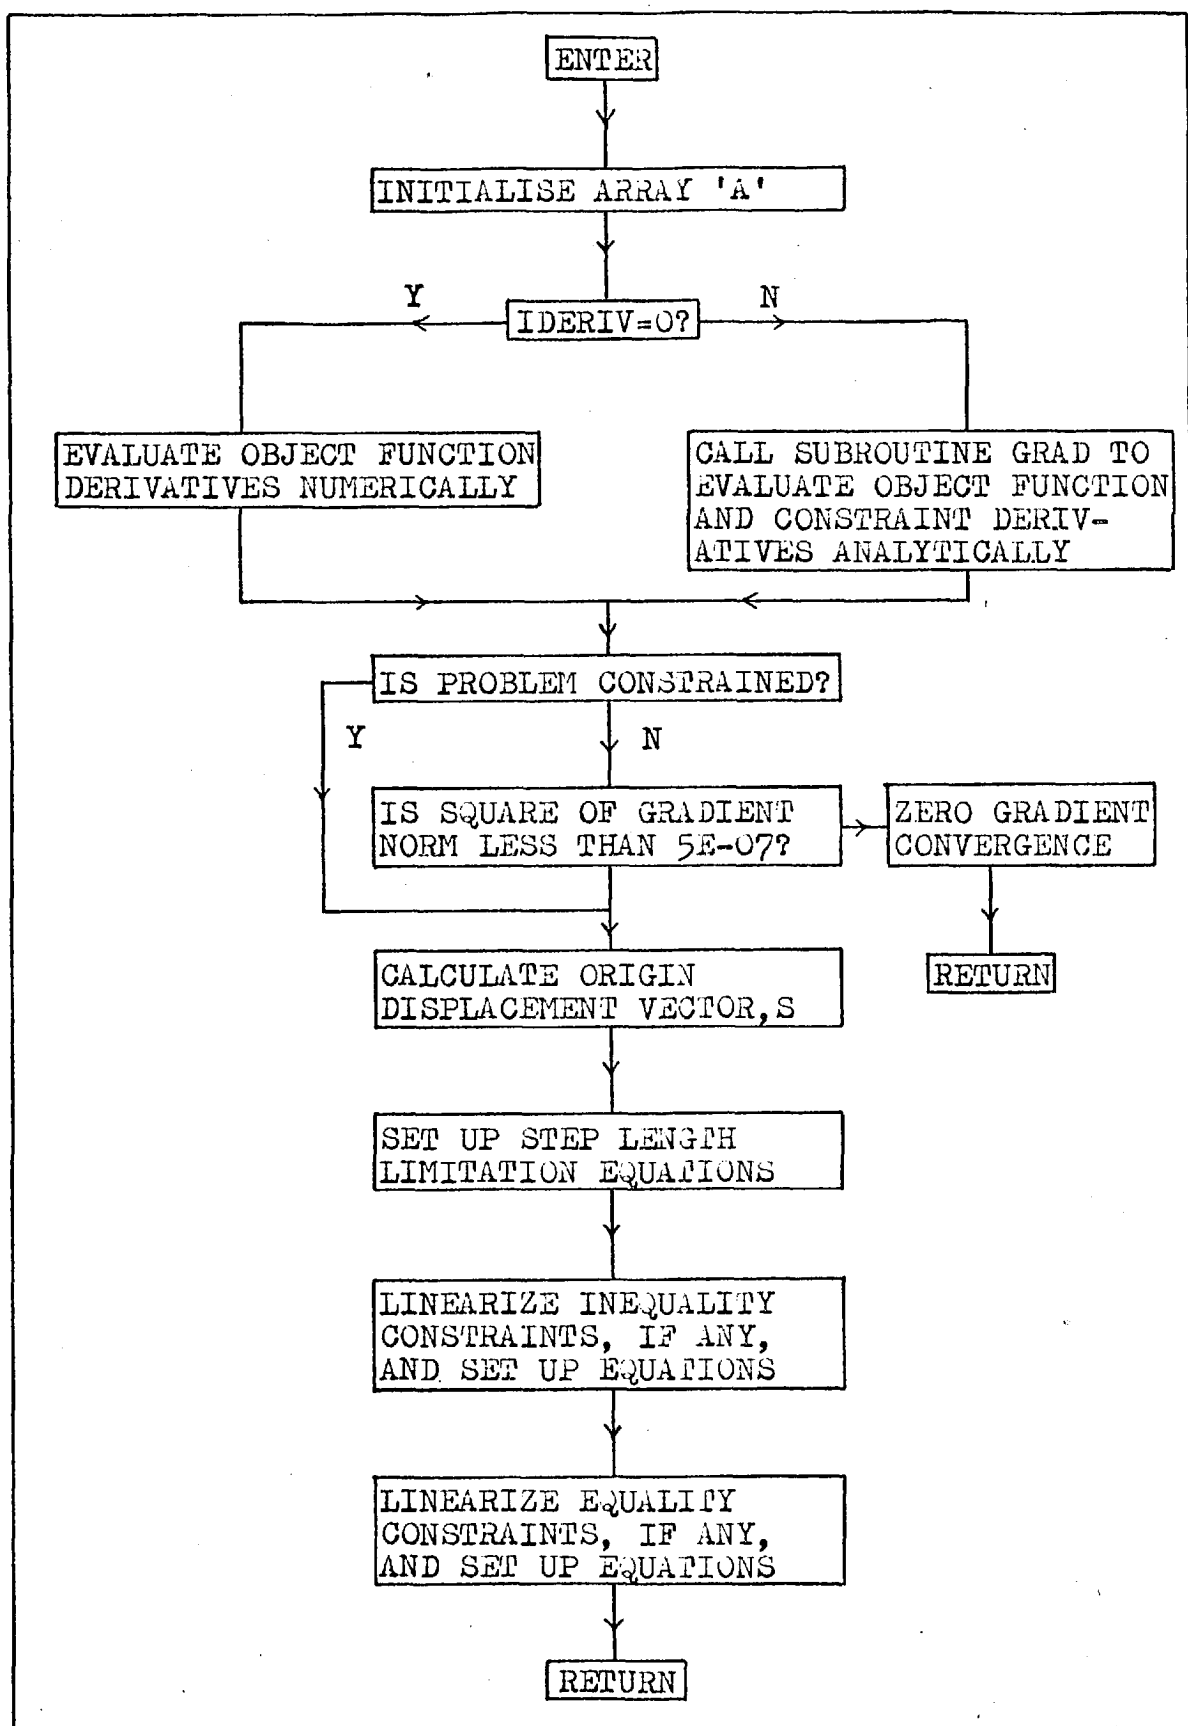 ENTER
INITIALISE ARRAY 'A'
Y
N
IDERIV=0?
EVALUATE OBJECT FUNCTION
DERIVATIVES NUMERICALLY
CALL SUBROUTINE GRAD TO
EVALUATE OBJECT FUNCTION
AND CONSTRAINT DERIV-
ATIVES ANALYTICALLY
IS PROBLEM CONSTRAINED?
Y
N
IS SQUARE OF GRADIENT
NORM LESS THAN 5E-07?
ZERO GRADIENT
CONVERGENCE
RETURN
CALCULATE ORIGIN
DISPLACEMENT VECTOR,S
SET UP STEP LENGTH
LIMITATION EQUATIONS
LINEARIZE INEQUALITY
CONSTRAINTS, IF ANY,
AND SET UP EQUATIONS
LINEARIZE EQUALITY
CONSTRAINTS, IF ANY,
AND SET UP EQUATIONS
RETURN